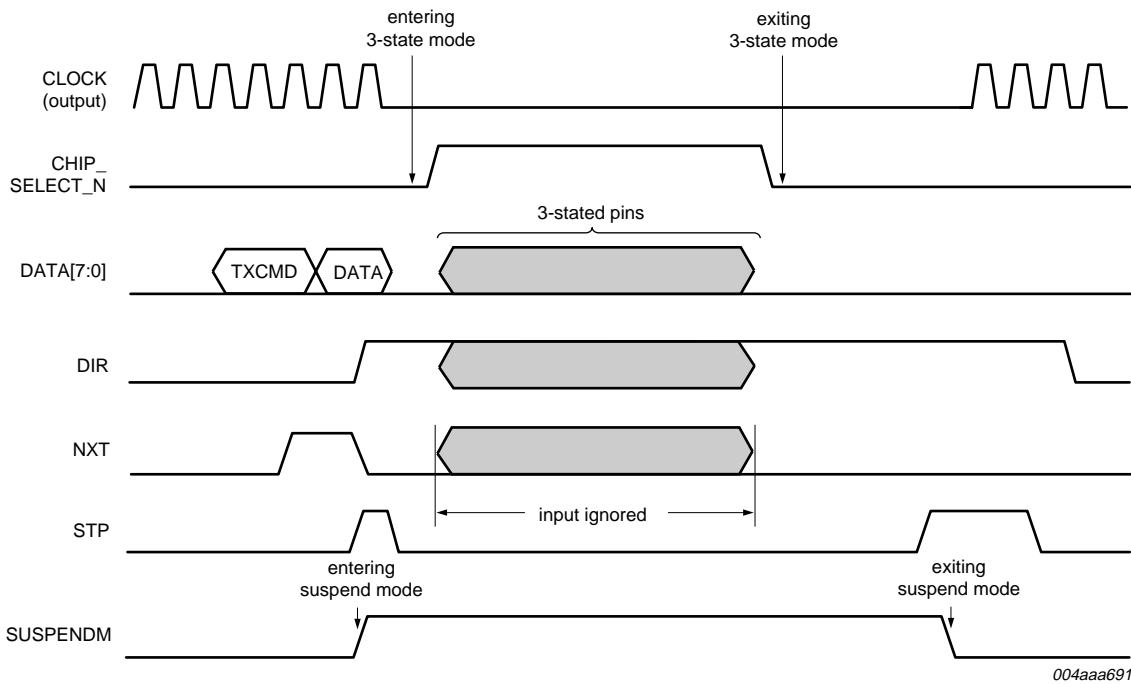 entering
3-state mode
exiting
3-state mode
CLOCK
(output)
CHIP_
SELECT_N
3-stated pins
DATA[7:0]
TXCMD
DATA
DIR
NXT
input ignored
STP
entering
suspend mode
exiting
suspend mode
SUSPENDM
004aaa691